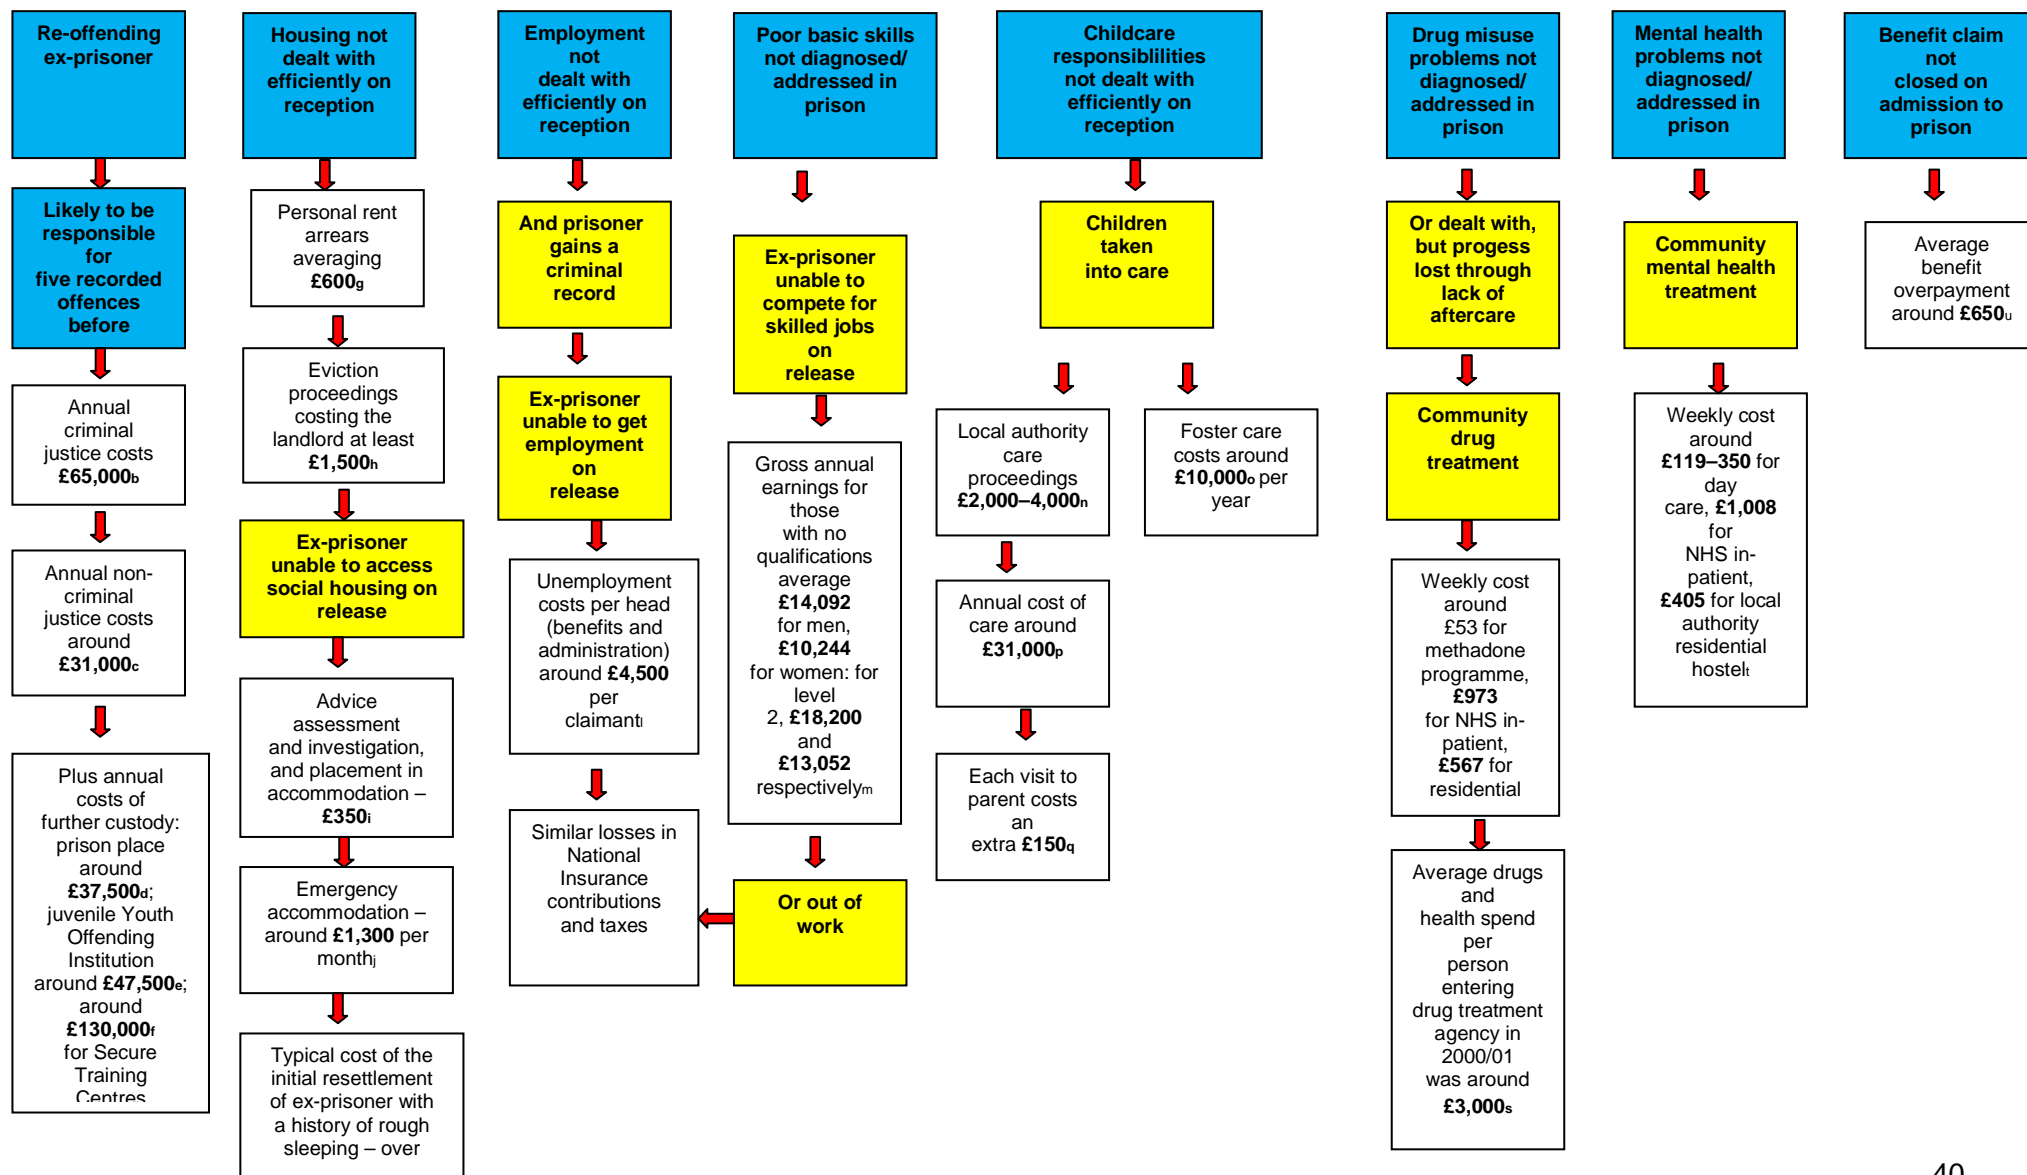 Re-offending
ex-prisoner
Likely to be
responsible
for
five recorded
offences
before
Annual
criminal
justice costs
£65,000b
Annual non-
criminal
justice costs
around
£31,000c
Plus annual
costs of
further custody:
prison place
around
£37,500d;
juvenile Youth
Offending
Institution
around £47,500e;
around
£130,000f
for Secure
Training
Centres
Housing not
dealt with
efficiently on
reception
Personal rent
arrears
averaging
£600g
Eviction
proceedings
costing the
landlord at least
£1,500h
Ex-prisoner
unable to access
social housing on
release
Advice
assessment
and investigation,
and placement in
accommodation –
£350i
Emergency
accommodation –
around £1,300 per
monthj
Typical cost of the
initial resettlement
of ex-prisoner with
a history of rough
sleeping – over
Employment
not
dealt with
efficiently on
reception
And prisoner
gains a
criminal
record
Ex-prisoner
unable to get
employment
on
release
Unemployment
costs per head
(benefits and
administration)
around £4,500
per
claimantl
Similar losses in
National
Insurance
contributions
and taxes
Poor basic skills
not diagnosed/
addressed in
prison
Ex-prisoner
unable to
compete for
skilled jobs
on
release
Gross annual
earnings for
those
with no
qualifications
average
£14,092
for men,
£10,244
for women: for
level
2, £18,200
and
£13,052
respectivelym
Or out of
work
Childcare
responsiblilities
not dealt with
efficiently on
reception
Children
taken
into care
Local authority
care
proceedings
£2,000–4,000n
Annual cost of
care around
£31,000p
Each visit to
parent costs
an
extra £150q
Foster care
costs around
£10,000o per
year
Drug misuse
problems not
diagnosed/
addressed in
prison
Or dealt with,
but progess
lost through
lack of
aftercare
Community
drug
treatment
Weekly cost
around
£53 for
methadone
programme,
£973
for NHS in-
patient,
£567 for
residential
Average drugs
and
health spend
per
person
entering
drug treatment
agency in
2000/01
was around
£3,000s
Mental health
problems not
diagnosed/
addressed in
prison
Community
mental health
treatment
Weekly cost
around
£119–350 for
day
care, £1,008
for
NHS in-
patient,
£405 for local
authority
residential
hostelt
Benefit claim
not
closed on
admission to
prison
Average
benefit
overpayment
around £650u
40